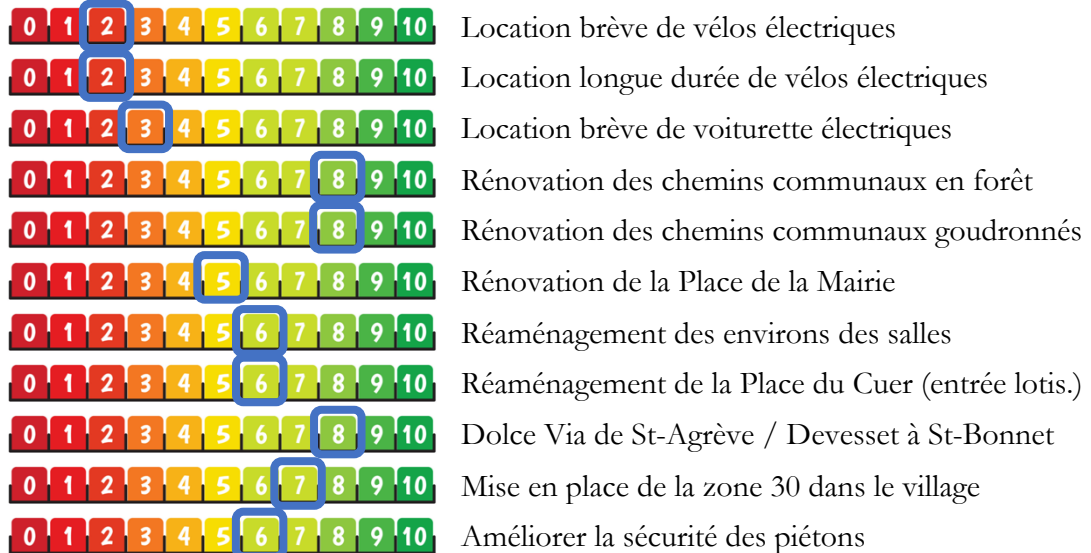 0 1 2 3 4 5 6 7 8 9 10 Location brève de vélos électriques
0 1 2 3 4 5 6 7 8 9 10 Location longue durée de vélos électriques
0 1 2 3 4 5 6 7 8 9 10 Location brève de voiturette électriques
0 1 2 3 4 5 6 7 8 9 10 Rénovation des chemins communaux en forêt
0 1 2 3 4 5 6 7 8 9 10 Rénovation des chemins communaux goudronnés
0 1 2 3 4 5 6 7 8 9 10 Rénovation de la Place de la Mairie
0 1 2 3 4 5 6 7 8 9 10 Réaménagement des environs des salles
0 1 2 3 4 5 6 7 8 9 10 Réaménagement de la Place du Cuer (entrée lotis.)
0 1 2 3 4 5 6 7 8 9 10 Dolce Via de St-Agrève / Devesset à St-Bonnet
0 1 2 3 4 5 6 7 8 9 10 Mise en place de la zone 30 dans le village
0 1 2 3 4 5 6 7 8 9 10 Améliorer la sécurité des piétons